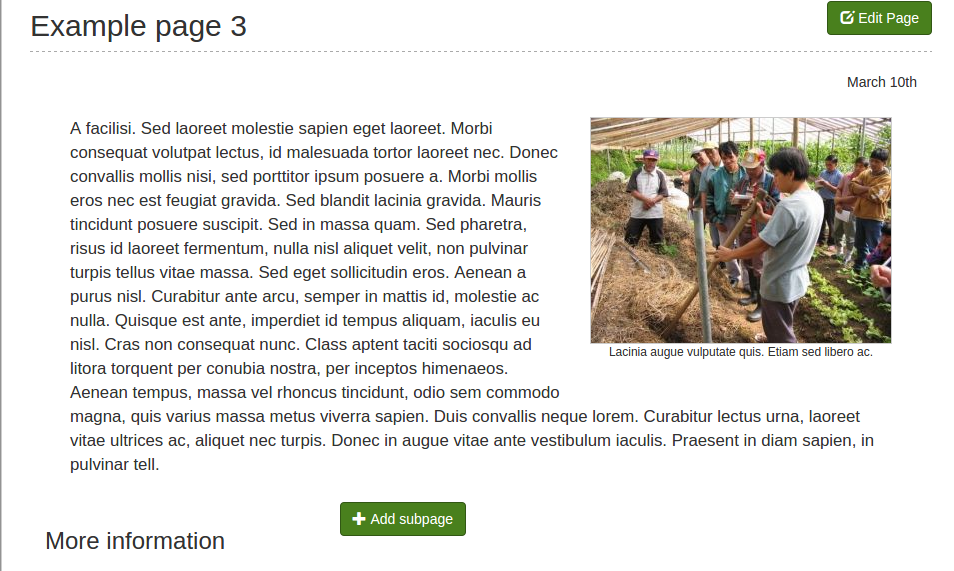 Example page 3
Edit Page
March 10th
A facilisi. Sed laoreet molestie sapien eget laoreet. Morbi
consequat volutpat lectus, id malesuada tortor laoreet nec. Donec
convallis mollis nisi, sed porttitor ipsum posuere a. Morbi mollis
eros nec est feugiat gravida. Sed blandit lacinia gravida. Mauris
tincidunt posuere suscipit. Sed in massa quam. Sed pharetra,
risus id laoreet fermentum, nulla nisl aliquet velit, non pulvinar
turpis tellus vitae massa. Sed eget sollicitudin eros. Aenean a
purus nisl. Curabitur ante arcu, semper in mattis id, molestie ac
nulla. Quisque est ante, imperdiet id tempus aliquam, iaculis eu
nisl. Cras non consequat nunc. Class aptent taciti sociosqu ad
litora torquent per conubia nostra, per inceptos himenaeos.
Aenean tempus, massa vel rhoncus tincidunt, odio sem commodo
magna, quis varius massa metus viverra sapien. Duis convallis neque lorem. Curabitur lectus urna, laoreet
vitae ultrices ac, aliquet nec turpis. Donec in augue vitae ante vestibulum iaculis. Praesent in diam sapien, in
pulvinar tell.
Lacinia augue vulputate quis. Etiam sed libero ac.
Add subpage
More information